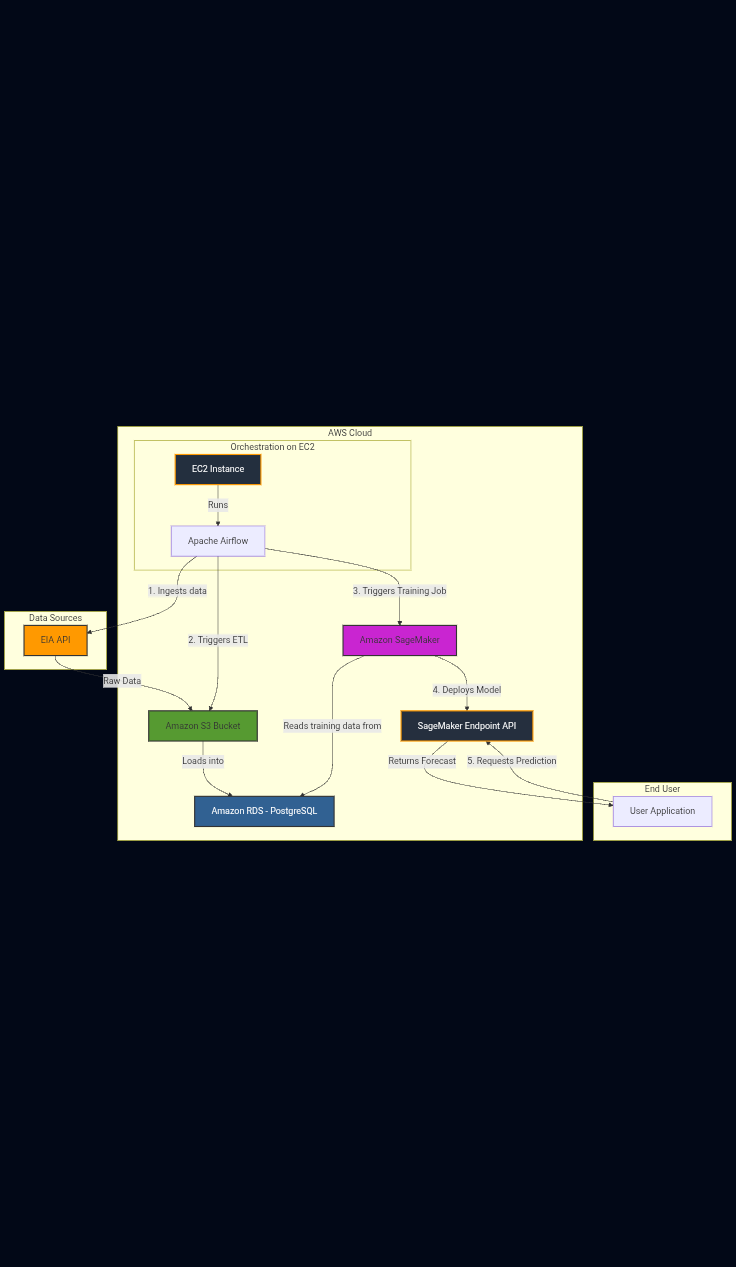 AWS Cloud
Orchestration on EC2
EC2 Instance
Runs
Apache Airflow
1. Ingests data
3. Triggers Training Job
Data Sources
EIA API
2. Triggers ETL
Amazon SageMaker
Raw Data
4. Deploys Model
Amazon S3 Bucket
Reads training data from
SageMaker Endpoint API
Loads into
Returns Forecast
5. Requests Prediction
End User
Amazon RDS - PostgreSQL
User Application